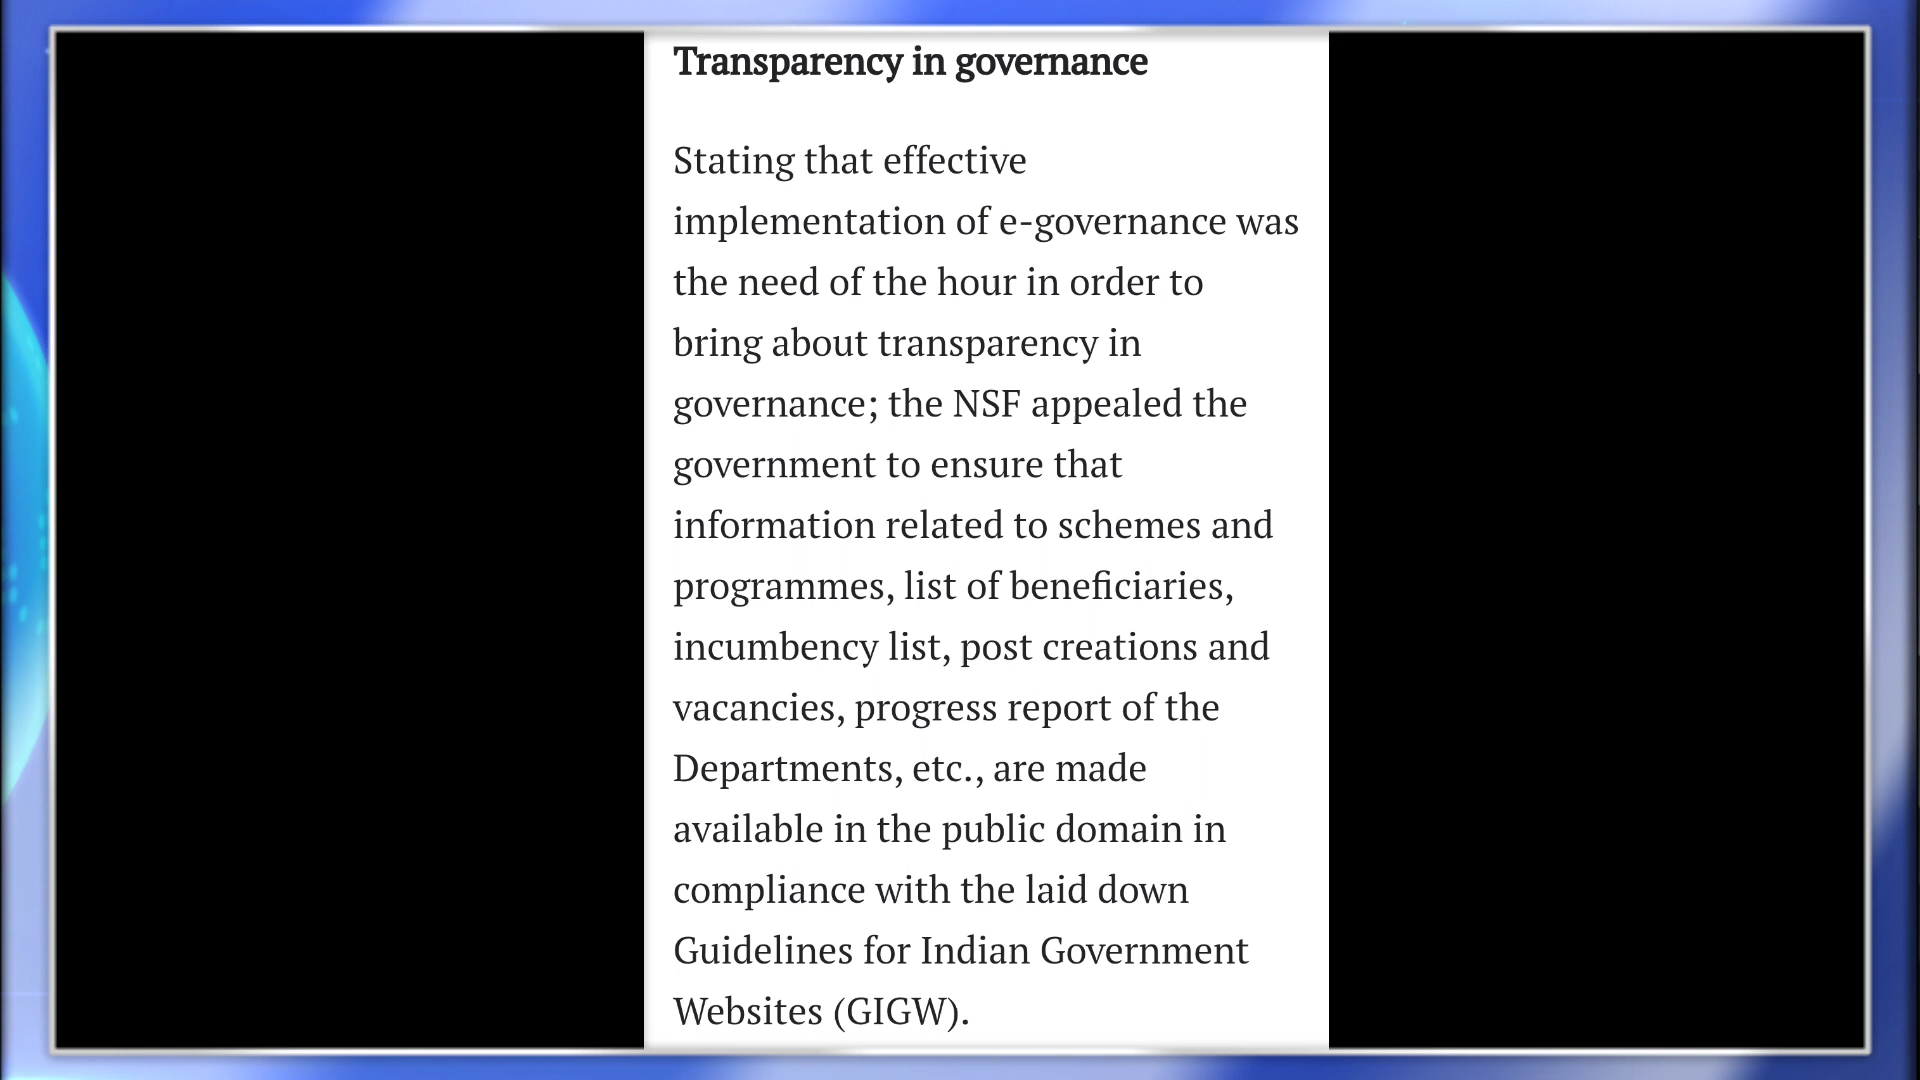 Transparency in governance
Stating that effective
implementation of e-governance was
the need of the hour in order to
bring about transparency in
governance; the NSF appealed the
government to ensure that
information related to schemes and
programmes, list of beneficiaries,
incumbency list, post creations and
vacancies, progress report of the
Departments, etc., are made
available in the public domain in
compliance with the laid down
Guidelines for Indian Government
Websites (GIGW).